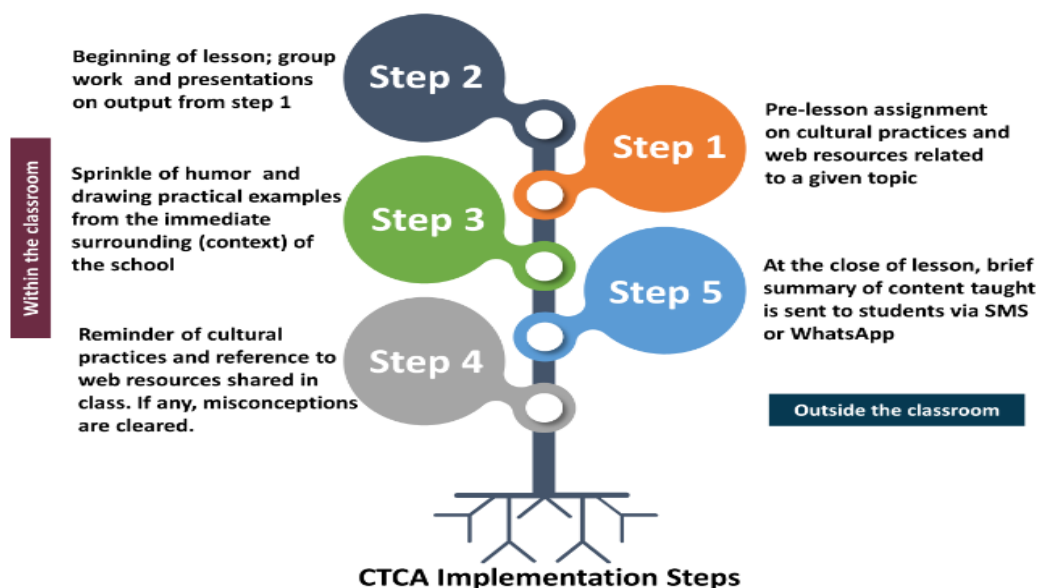 Beginning of lesson; group
work and presentations
on output from step 1
Step 2
Step 1
Pre-lesson assignment
on cultural practices and
web resources related
to a given topic
Within the classroom
Sprinkle of humor and
drawing practical examples
from the immediate
surrounding (context) of
the school
Step 3
Step 5
At the close of lesson, brief
summary of content taught
is sent to students via SMS
or WhatsApp
Reminder of cultural
practices and reference to
web resources shared in
class. If any, misconceptions
are cleared.
Step 4
Outside the classroom
CTCA Implementation Steps